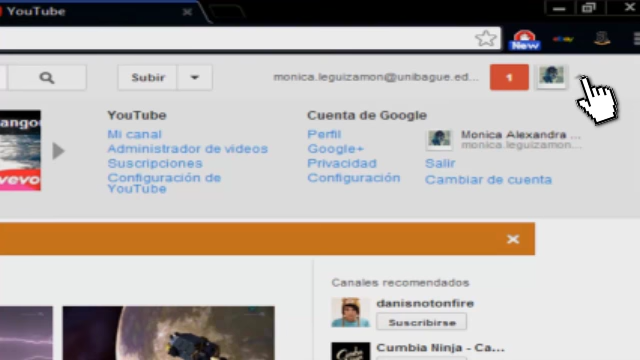 YouTube
New
ebay
Subir
monica.leguizamon@unibague.ed...
1
YouTube
Mi canal
Administrador de videos
Suscripciones
Configuración de
YouTube
Cuenta de Google
Perfil
Google+
Privacidad
Configuración
Monica Alexandra ...
monica.leguizamon...
Salir
Cambiar de cuenta
vevo
Canales recomendados
danisnotonfire
Suscribirse
Cumbia Ninja - Ca...